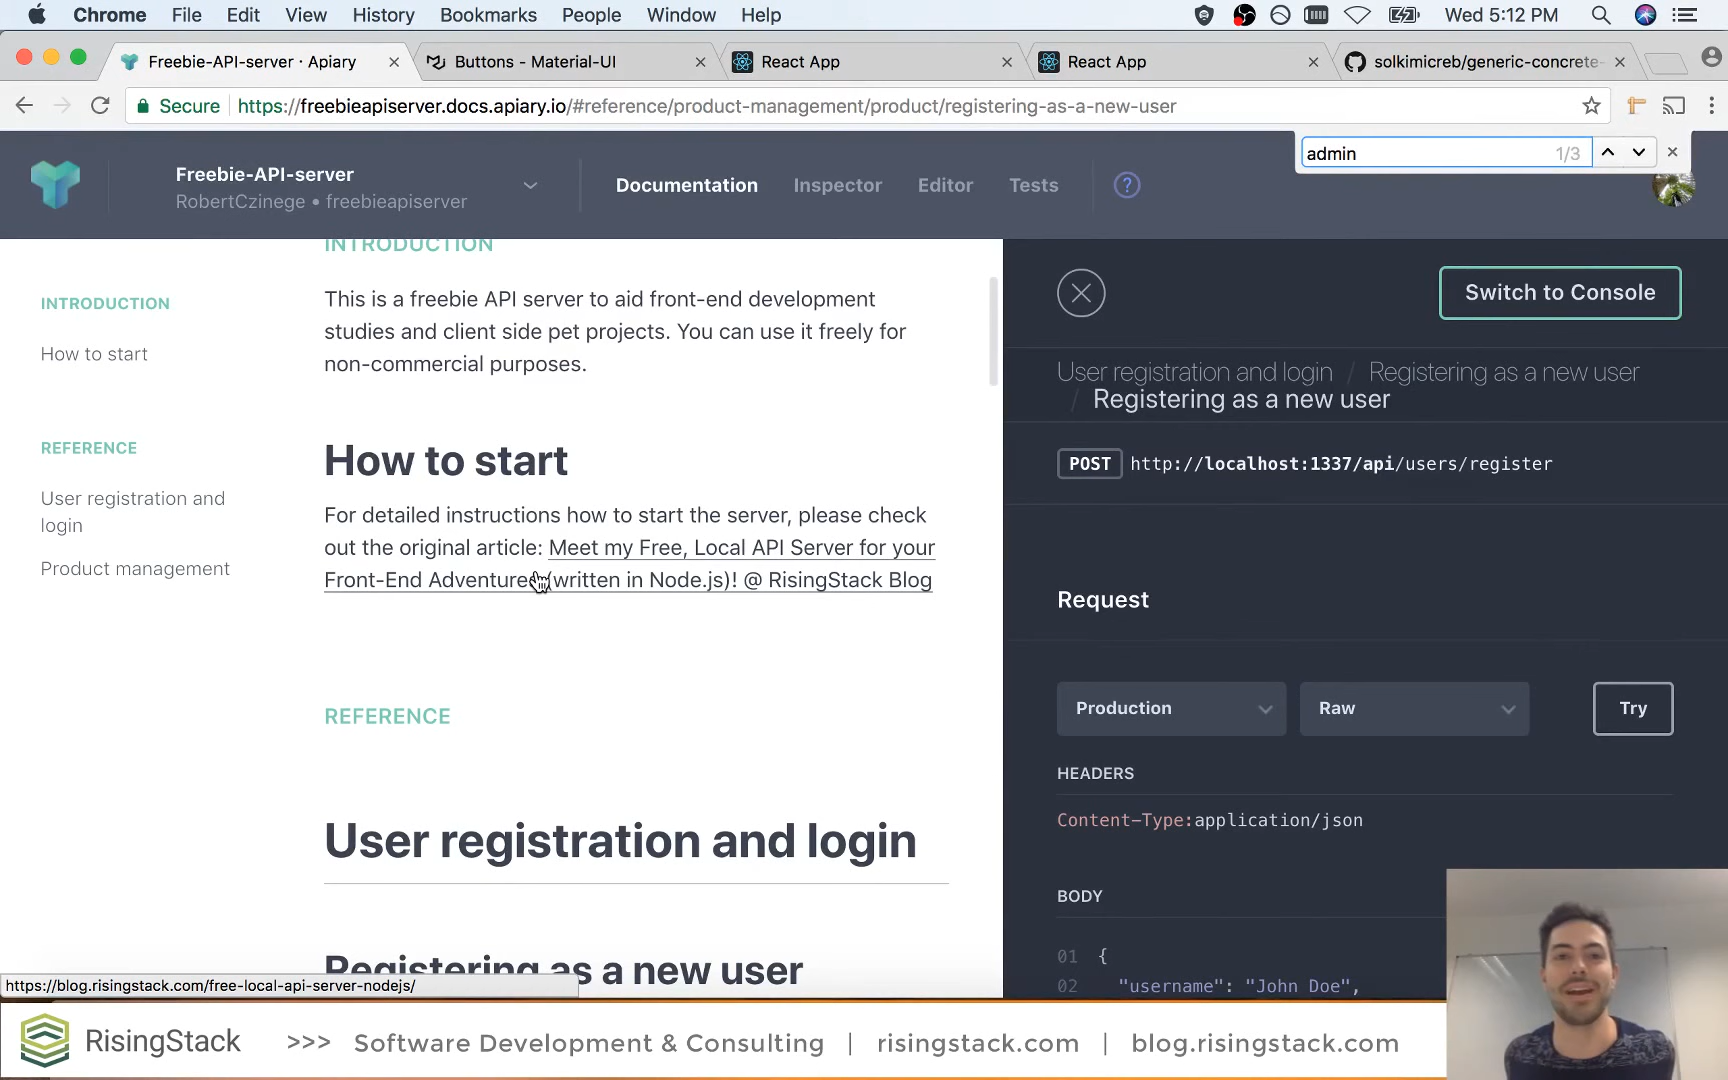 Chrome File Edit View History Bookmarks People Window Help Wed 5:12 PM
Freebie-API-server · Apiary Buttons - Material-UI React App React App solkimicreb/generic-concrete-
Secure https://freebieapiserver.docs.apiary.io/#reference/product-management/product/registering-as-a-new-user
admin 1/3
Freebie-API-server
RobertCzinege • freebieapiserver
Documentation Inspector Editor Tests ?
INTRODUCTION
How to start
REFERENCE
User registration and
login
Product management
INTRODUCTION
This is a freebie API server to aid front-end development
studies and client side pet projects. You can use it freely for
non-commercial purposes.
How to start
For detailed instructions how to start the server, please check
out the original article: Meet my Free, Local API Server for your
Front-End Adventures (written in Node.js)! @ RisingStack Blog
REFERENCE
User registration and login
Registering as a new user
Switch to Console
User registration and login / Registering as a new user
/ Registering as a new user
POST http://localhost:1337/api/users/register
Request
Production Raw Try
HEADERS
Content-Type:application/json
BODY
01 {
02 "username": "John Doe",
https://blog.risingstack.com/free-local-api-server-nodejs/
RisingStack >>> Software Development & Consulting | risingstack.com | blog.risingstack.com